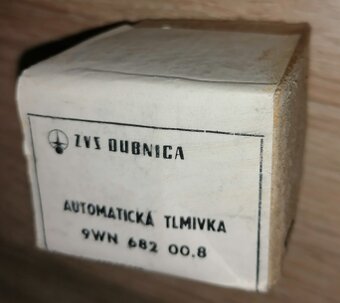 ZVS DUBNICA
AUTOMATICKÁ TLMIVKA
9WN 682 00.8